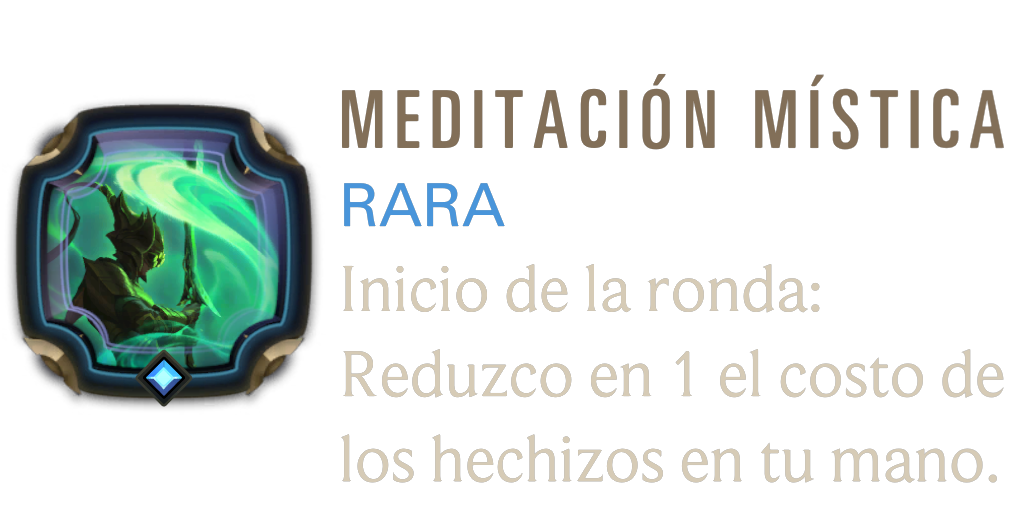 MEDITACIÓN MÍSTICA
RARA
Inicio de la ronda:
Reduzco en 1 el costo de
los hechizos en tu mano.